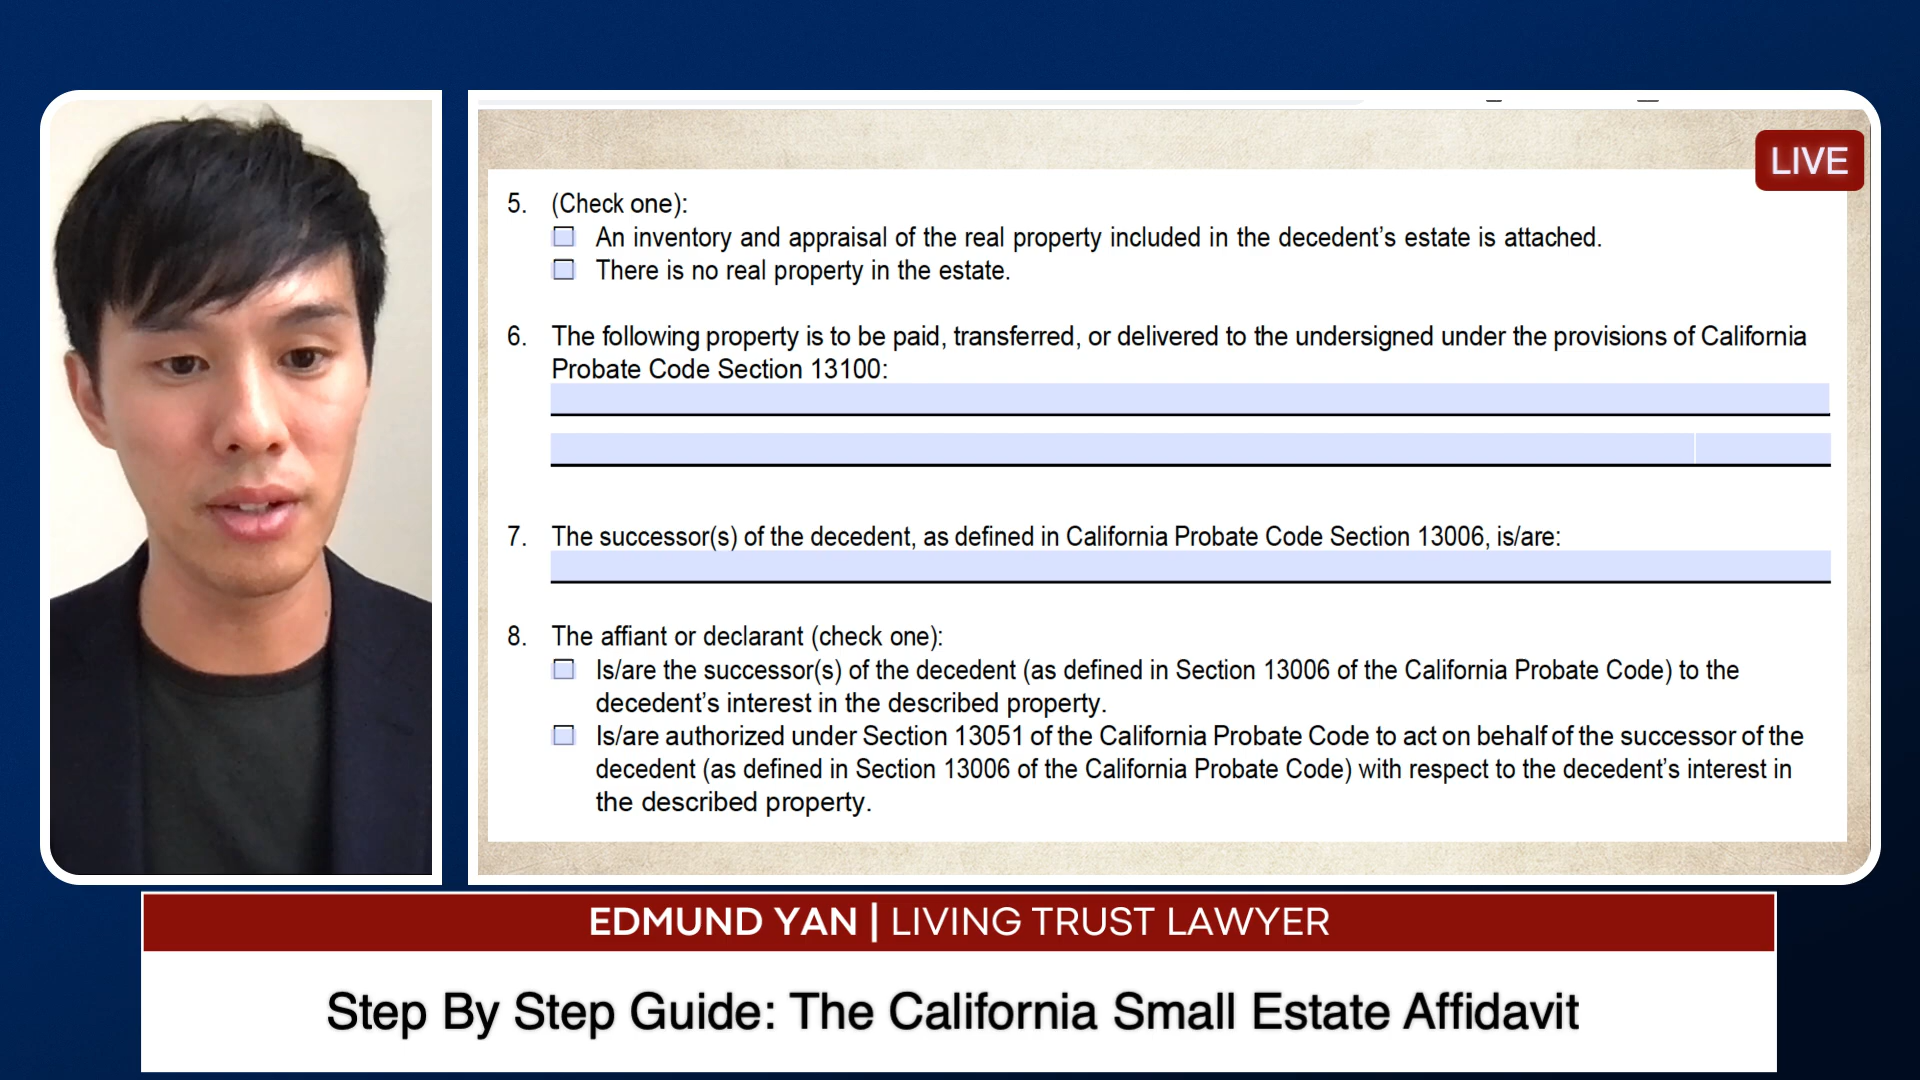 LIVE
5. (Check one):
An inventory and appraisal of the real property included in the decedent's estate is attached.
There is no real property in the estate.
6. The following property is to be paid, transferred, or delivered to the undersigned under the provisions of California
Probate Code Section 13100:
7. The successor(s) of the decedent, as defined in California Probate Code Section 13006, is/are:
8. The affiant or declarant (check one):
Is/are the successor(s) of the decedent (as defined in Section 13006 of the California Probate Code) to the
decedent's interest in the described property.
Is/are authorized under Section 13051 of the California Probate Code to act on behalf of the successor of the
decedent (as defined in Section 13006 of the California Probate Code) with respect to the decedent's interest in
the described property.
EDMUND YAN | LIVING TRUST LAWYER
Step By Step Guide: The California Small Estate Affidavit